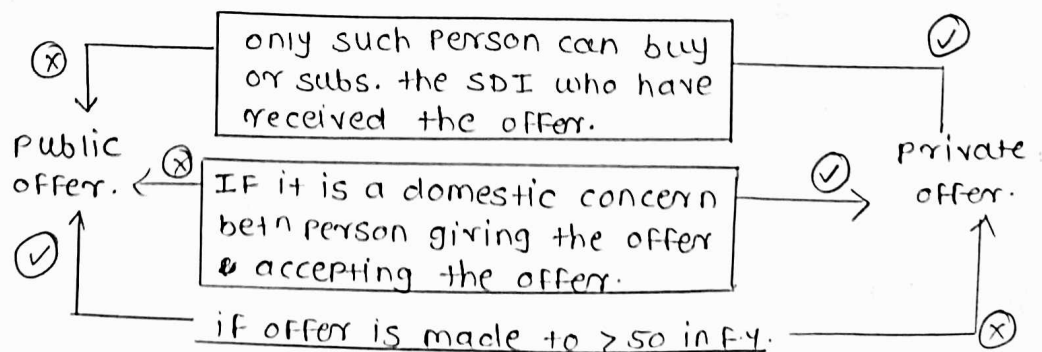 only such person can buy
or subs. the SDI who have
received the offer.
public
offer.
private
offer.
IF it is a domestic concern
betn person giving the offer
& accepting the offer.
if offer is made to > 50 in F.Y.